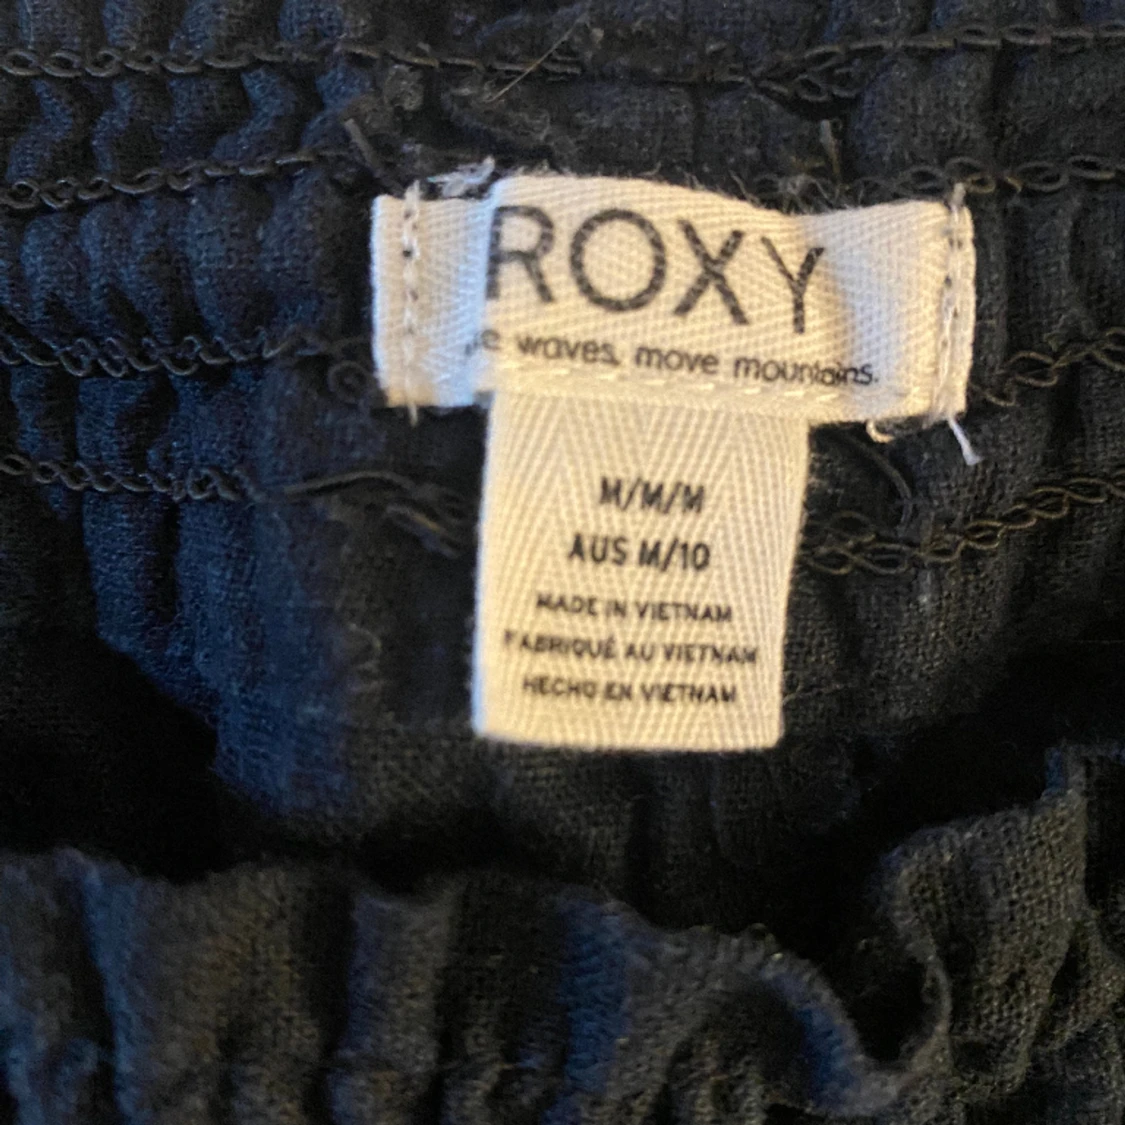 ROXY
waves, move mountains.
M/M/M
AUS M/10
MADE IN VIETNAM
FABRIQUÉ AU VIETNAM
HECHO EN VIETNAM